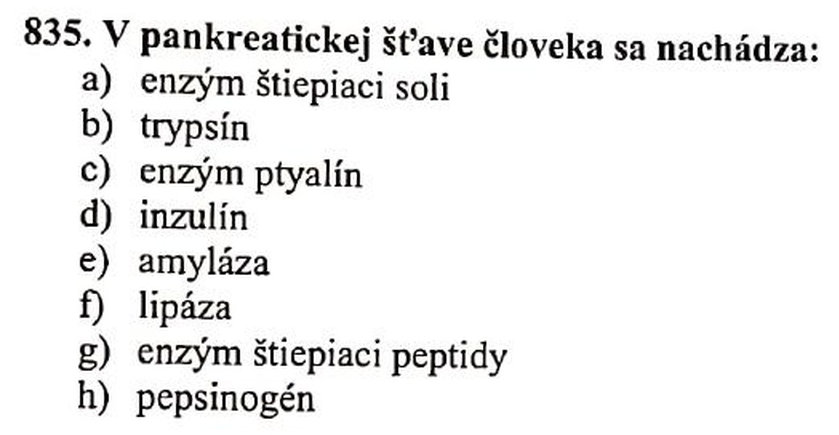 835. V pankreatickej šťave človeka sa nachádza:
a) enzým štiepiaci soli
b) trypsín
c) enzým ptyalín
d) inzulín
e) amyláza
f) lipáza
g) enzým štiepiaci peptidy
h) pepsinogén